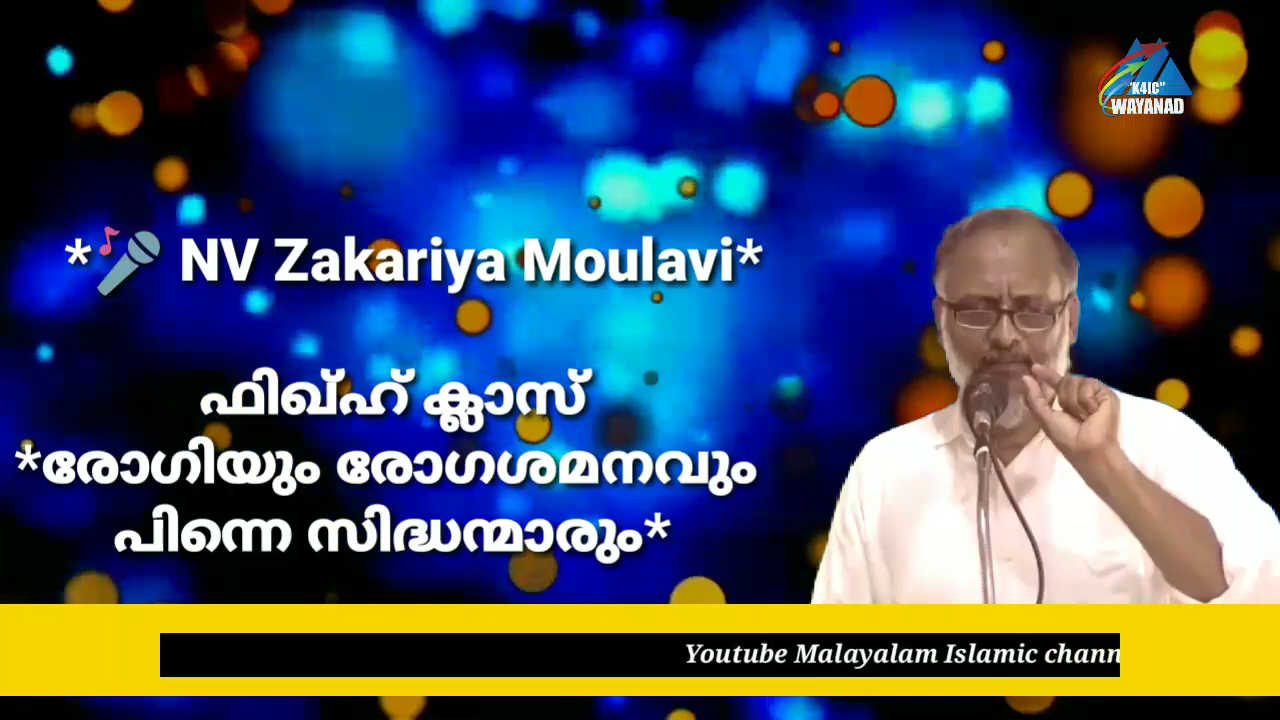 "K4IC"
WAYANAD
*🎤 NV Zakariya Moulavi*
ഫിഖ്ഹ് ക്ലാസ്
*രോഗിയും രോഗശമനവും
പിന്നെ സിദ്ധന്മാരും*
Youtube Malayalam Islamic chann